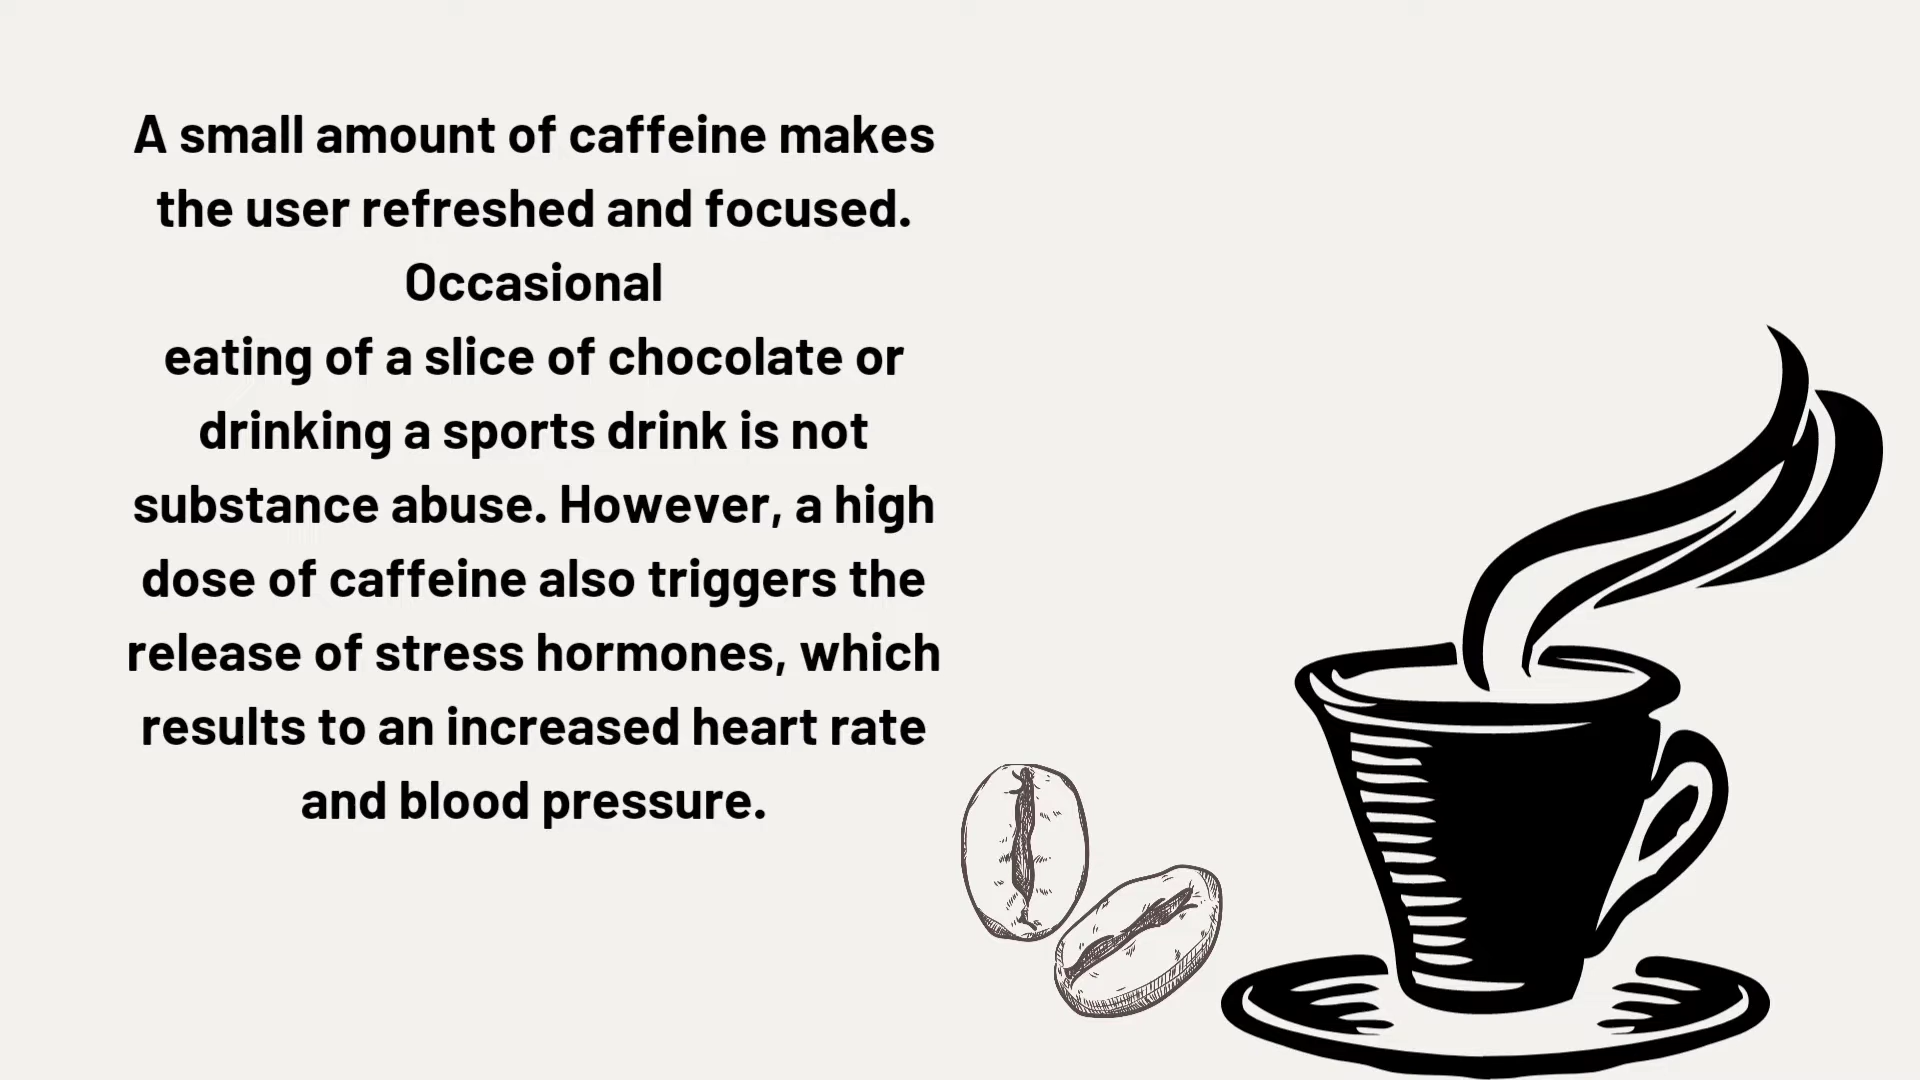 A small amount of caffeine makes
the user refreshed and focused.
Occasional
eating of a slice of chocolate or
drinking a sports drink is not
substance abuse. However, a high
dose of caffeine also triggers the
release of stress hormones, which
results to an increased heart rate
and blood pressure.